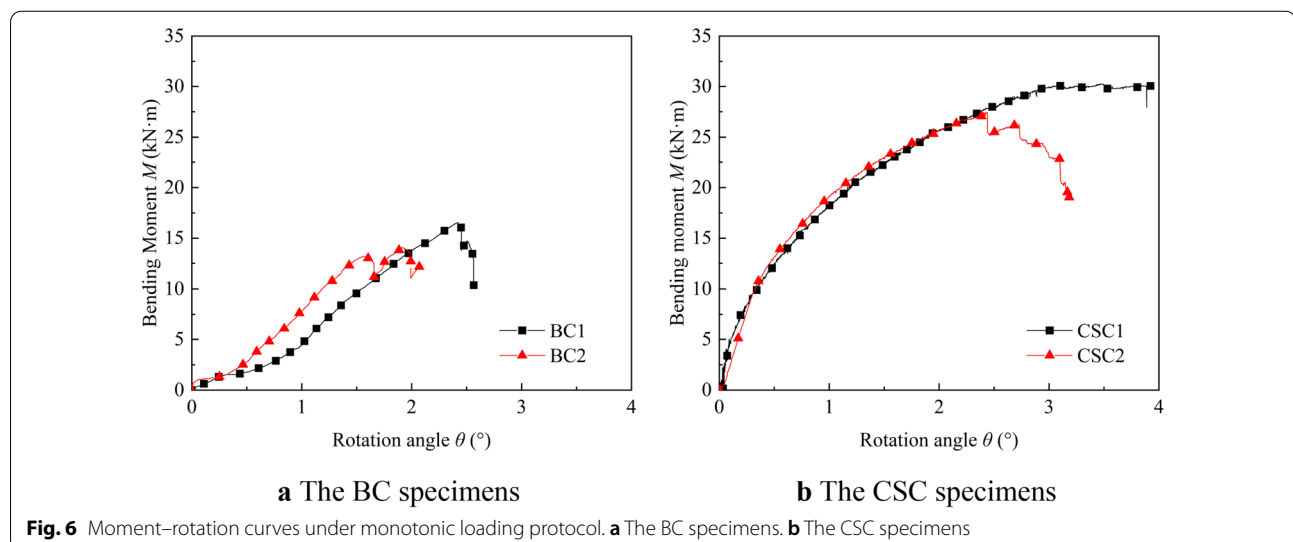 35
30
25
20
15
10
5
0
Bending Moment M (kN·m)
BC1
BC2
0 1 2 3 4
Rotation angle θ (°)
a The BC specimens
35
30
25
20
15
10
5
0
Bending moment M (kN·m)
CSC1
CSC2
0 1 2 3 4
Rotation angle θ (°)
b The CSC specimens
Fig. 6 Moment–rotation curves under monotonic loading protocol. a The BC specimens. b The CSC specimens